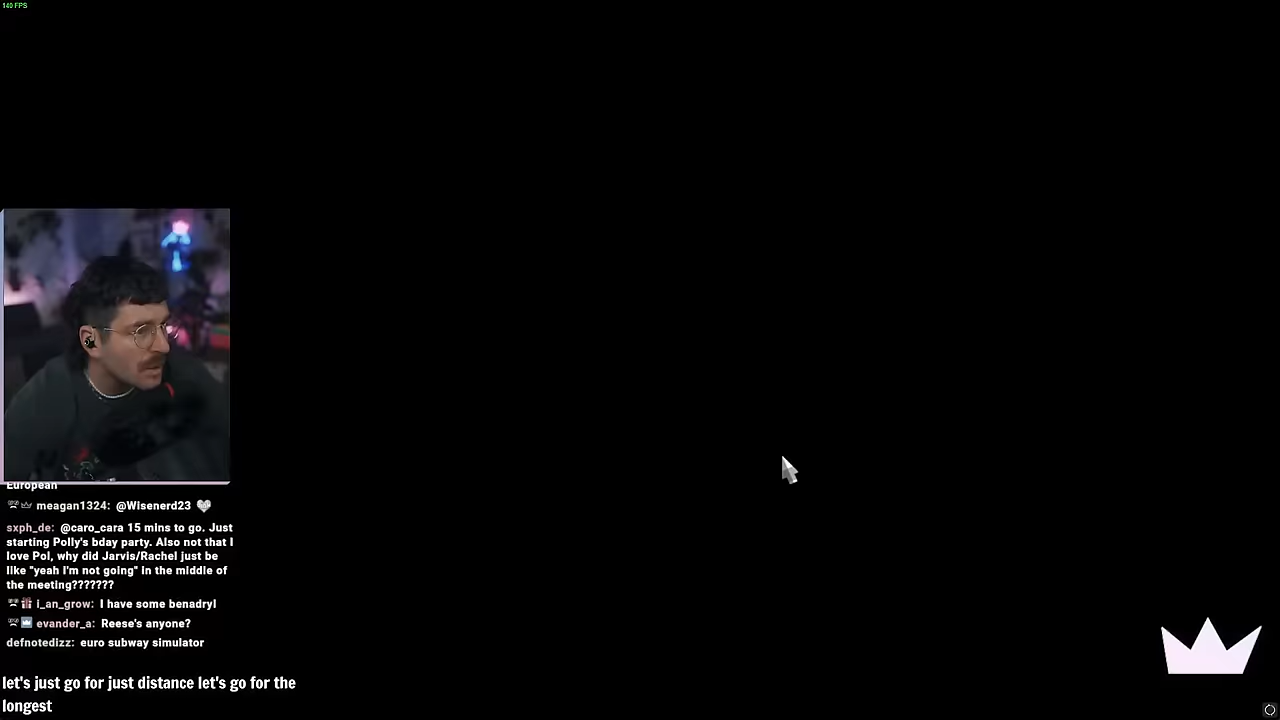 140 FPS
European
meagan1324: @Wisenerd23
sxph_de: @caro_cara 15 mins to go. Just
starting Polly's bday party. Also not that I
love Pol, why did Jarvis/Rachel just be
like "yeah I'm not going" in the middle of
the meeting???????
i_an_grow: I have some benadryl
evander_a: Reese's anyone?
defnotedizz: euro subway simulator
let's just go for just distance let's go for the
longest